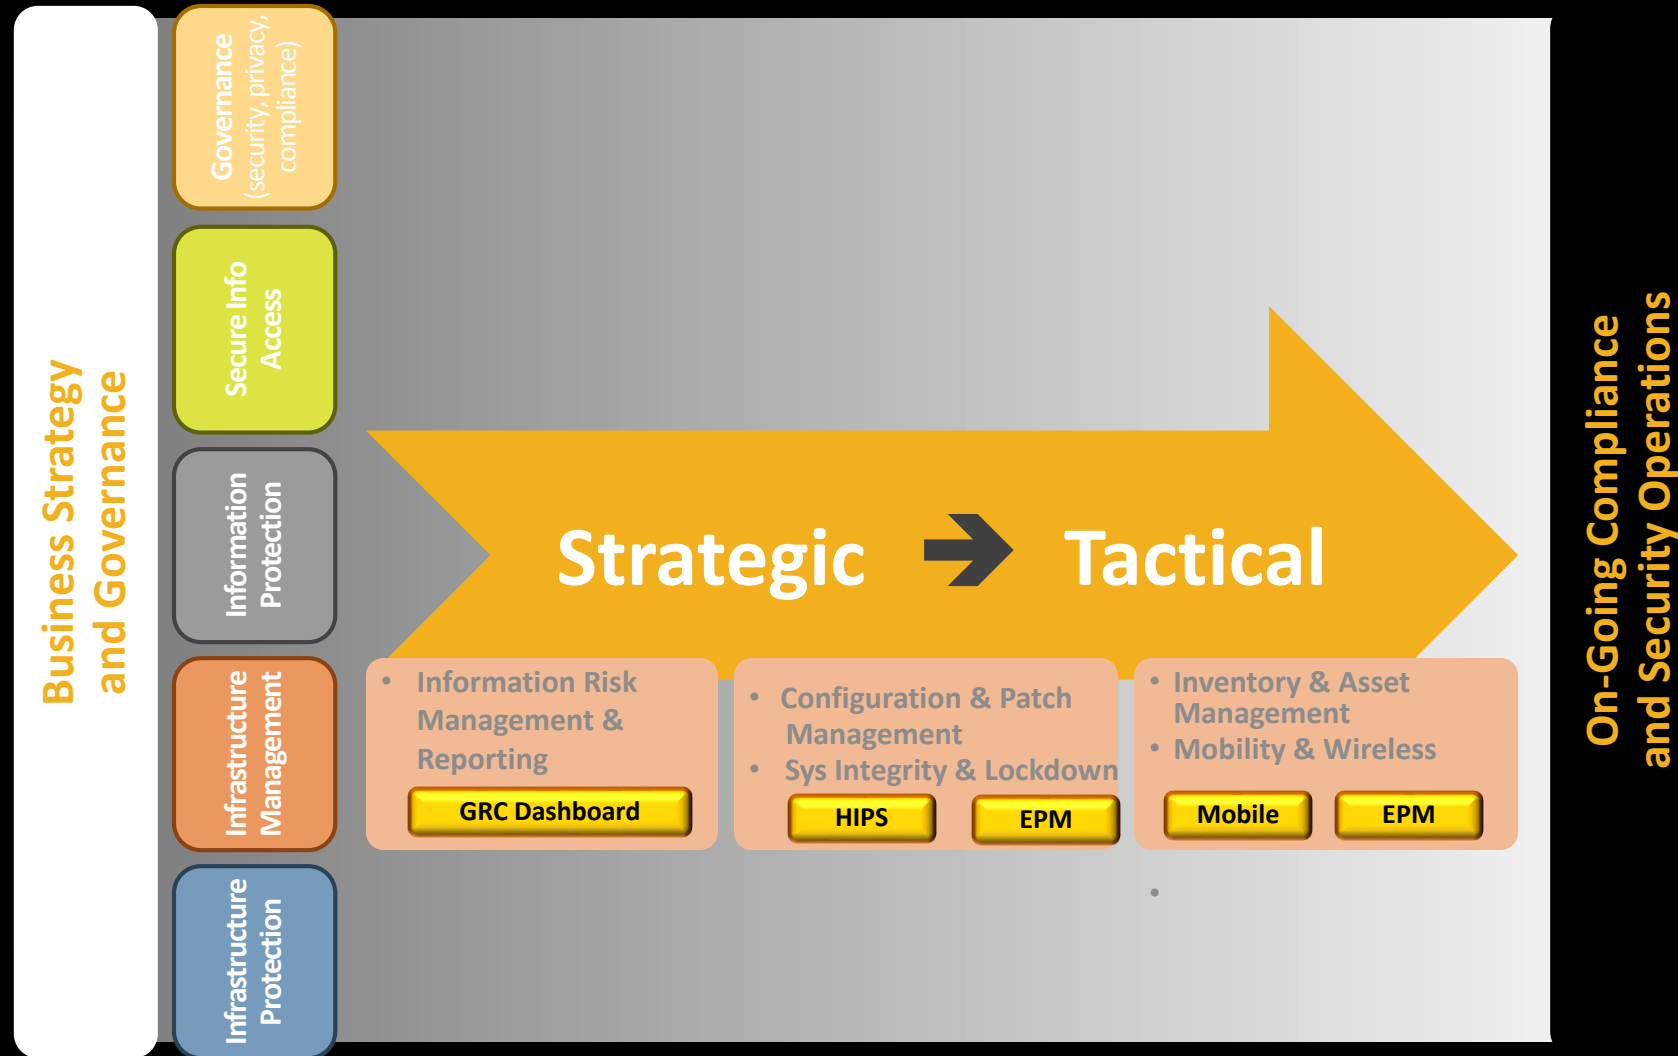 Business Strategy
and Governance
Governance
(security, privacy,
compliance)
Secure Info
Access
Information
Protection
Infrastructure
Management
Infrastructure
Protection
Strategic ➔ Tactical
• Information Risk
Management &
Reporting
GRC Dashboard
• Configuration & Patch
Management
• Sys Integrity & Lockdown
HIPS
EPM
• Inventory & Asset
Management
• Mobility & Wireless
Mobile
EPM
•
On-Going Compliance
and Security Operations